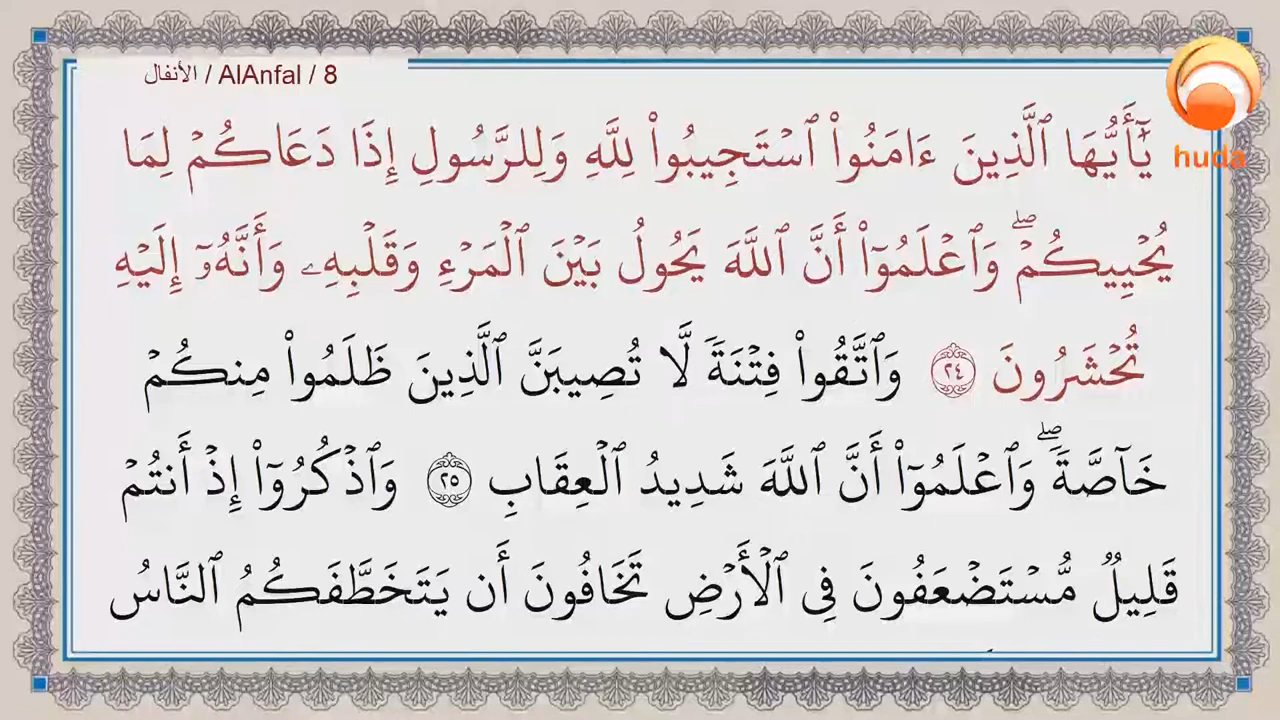 الأنفال / AlAnfal / 8
huda
يَٰٓأَيُّهَا ٱلَّذِينَ ءَامَنُوا۟ ٱسْتَجِيبُوا۟ لِلَّهِ وَلِلرَّسُولِ إِذَا دَعَاكُمْ لِمَا
يُحْيِيكُمْ ۖ وَٱعْلَمُوٓا۟ أَنَّ ٱللَّهَ يَحُولُ بَيْنَ ٱلْمَرْءِ وَقَلْبِهِۦ وَأَنَّهُۥٓ إِلَيْهِ
تُحْشَرُونَ ٢٤ وَٱتَّقُوا۟ فِتْنَةً لَّا تُصِيبَنَّ ٱلَّذِينَ ظَلَمُوا۟ مِنكُمْ
خَآصَّةً ۖ وَٱعْلَمُوٓا۟ أَنَّ ٱللَّهَ شَدِيدُ ٱلْعِقَابِ ٢٥ وَٱذْكُرُوٓا۟ إِذْ أَنتُمْ
قَلِيلٌ مُّسْتَضْعَفُونَ فِى ٱلْأَرْضِ تَخَافُونَ أَن يَتَخَطَّفَكُمُ ٱلنَّاسُ